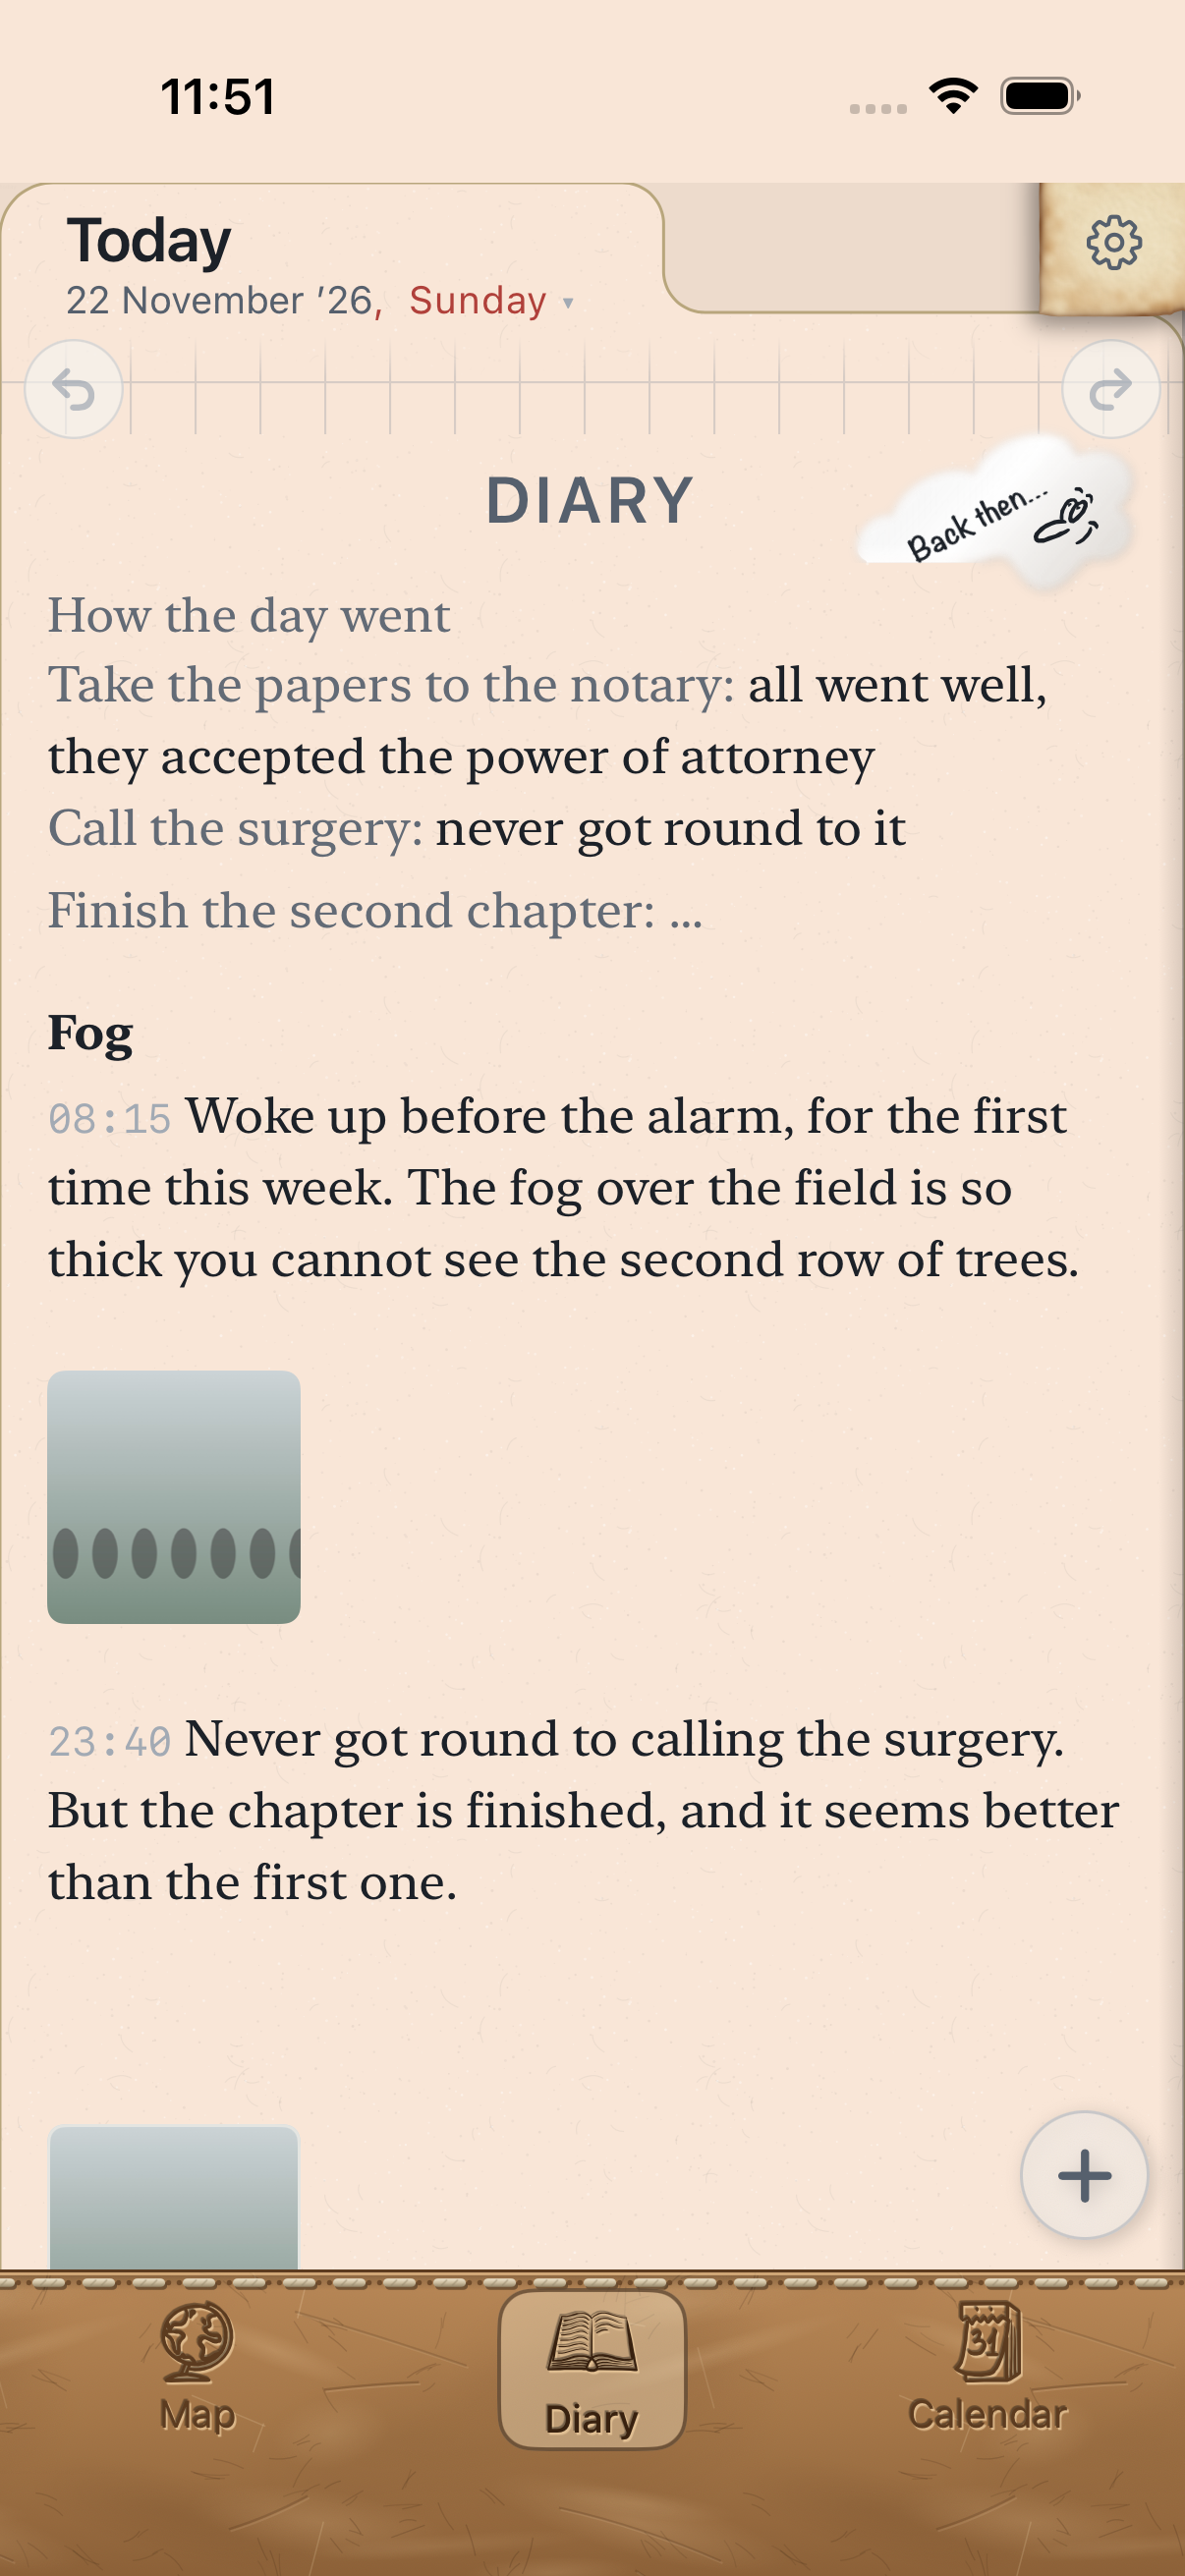 11:51
Today
22 November ’26, Sunday ▾
DIARY
Back then...
How the day went
Take the papers to the notary: all went well,
they accepted the power of attorney
Call the surgery: never got round to it
Finish the second chapter: ...
Fog
08:15 Woke up before the alarm, for the first
time this week. The fog over the field is so
thick you cannot see the second row of trees.
23:40 Never got round to calling the surgery.
But the chapter is finished, and it seems better
than the first one.
31
Map
Diary
Calendar